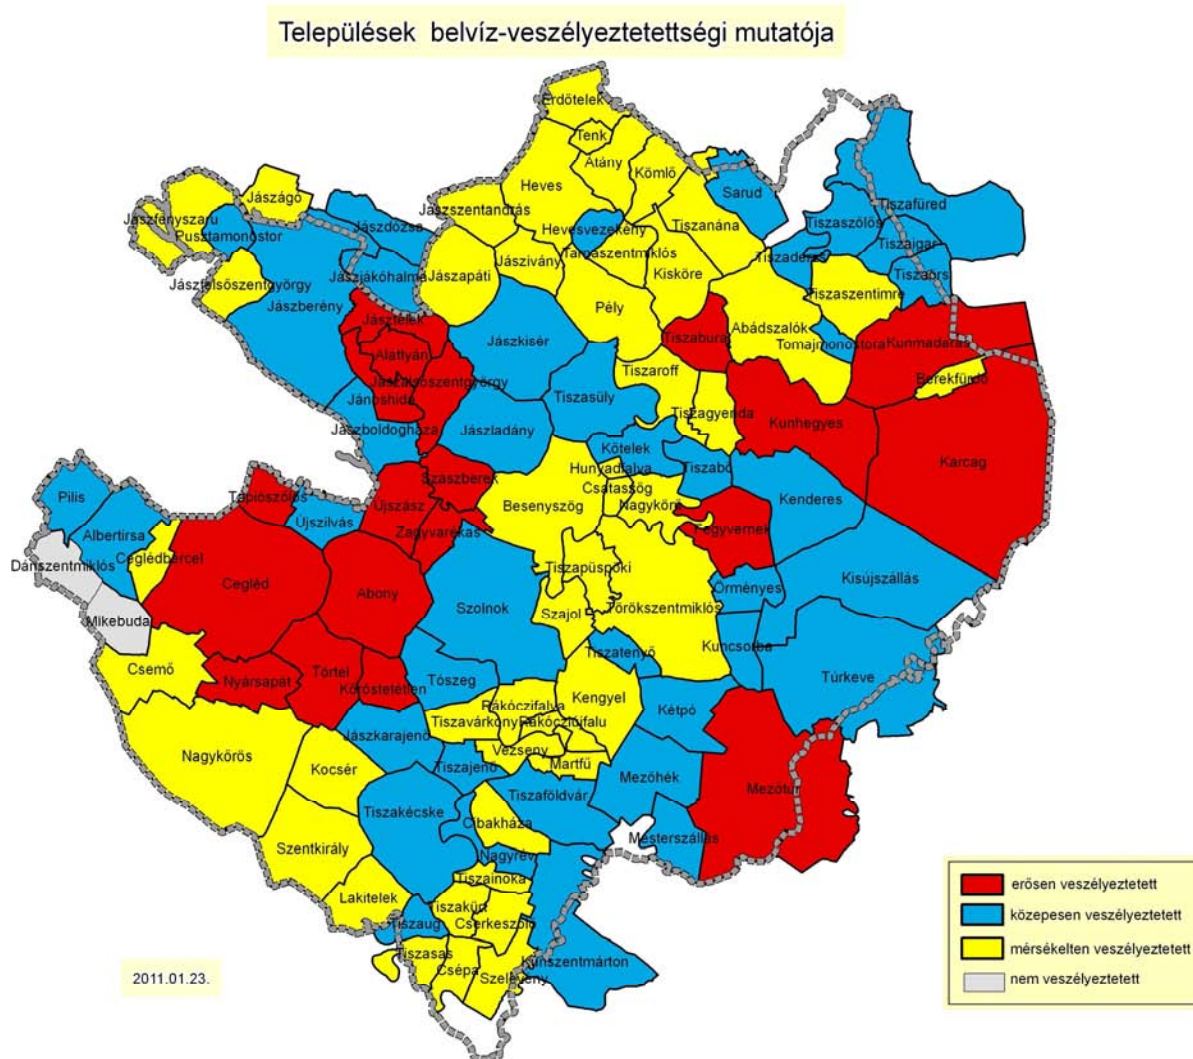 Települések belvíz-veszélyeztetettségi mutatója
Erdőtelek
Tenk
Átány
Kömlő
Heves
Sarud
Jászágó
Jászfényszaru
Pusztamonostor
Jászdózsa
Jászszentandrás
Hevesvezekény
Tiszanána
Tarnaszentmiklós
Tiszafüred
Tiszaszőlős
Tiszaigar
Tiszaderzs
Tiszaörs
Jászjákóhalma
Jászapáti
Jászivány
Kisköre
Jászfelsőszentgyörgy
Jászberény
Pély
Tiszaszentimre
Jásztelek
Jászkisér
Tiszabura
Abádszalók
Tomajmonostora
Kunmadaras
Alattyán
Tiszaroff
Berekfürdő
Jászalsószentgyörgy
Jánoshida
Tiszasüly
Tiszagyenda
Kunhegyes
Jászboldogháza
Jászladány
Kőtelek
Karcag
Hunyadfalva
Tiszabő
Szászberek
Csataszög
Kenderes
Pilis
Tápiószőlős
Újszász
Besenyszög
Nagykörű
Újszilvás
Albertirsa
Zagyvarékas
Fegyvernek
Ceglédbercel
Dánszentmiklós
Tiszapüspöki
Kisújszállás
Cegléd
Abony
Örményes
Szolnok
Szajol
Törökszentmiklós
Mikebuda
Kuncsorba
Tiszatenyő
Csemő
Törtel
Nyársapát
Kőröstetétlen
Tószeg
Túrkeve
Kengyel
Rákóczifalva
Kétpó
Tiszavárkony
Rákócziújfalu
Jászkarajenő
Nagykőrös
Vezseny
Kocsér
Tiszajenő
Martfű
Mezőhék
Mezőtúr
Tiszaföldvár
Tiszakécske
Cibakháza
Mesterszállás
Szentkirály
Nagyrév
Tiszainoka
Lakitelek
Tiszakürt
Tiszaug
Cserkeszőlő
Tiszasas
Csépa
Kunszentmárton
Szelevény
2011.01.23.
erősen veszélyeztetett
közepesen veszélyeztetett
mérsékelten veszélyeztetett
nem veszélyeztetett